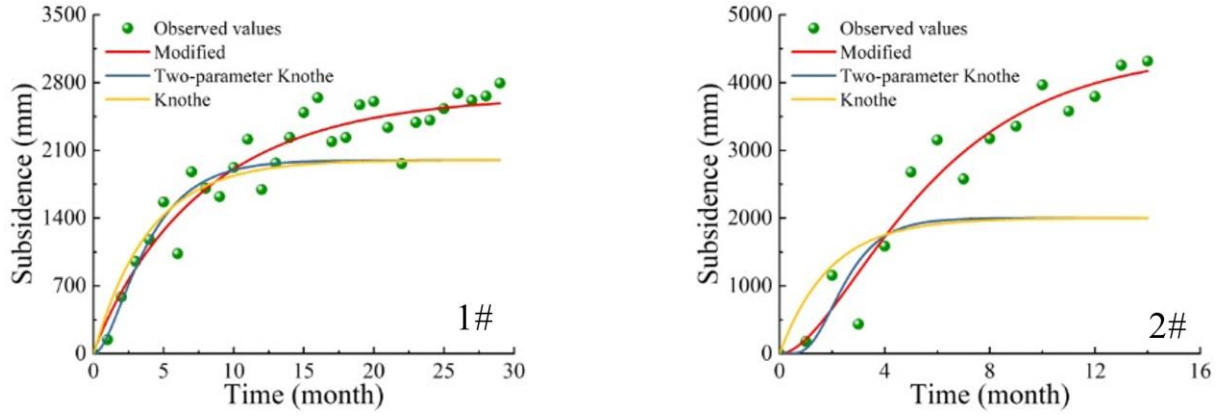 3500
2800
2100
1400
700
0
Subsidence (mm)
Observed values
Modified
Two-parameter Knothe
Knothe
1#
0 5 10 15 20 25 30
Time (month)
5000
4000
3000
2000
1000
0
Subsidence (mm)
Observed values
Modified
Two-parameter Knothe
Knothe
2#
0 4 8 12 16
Time (month)